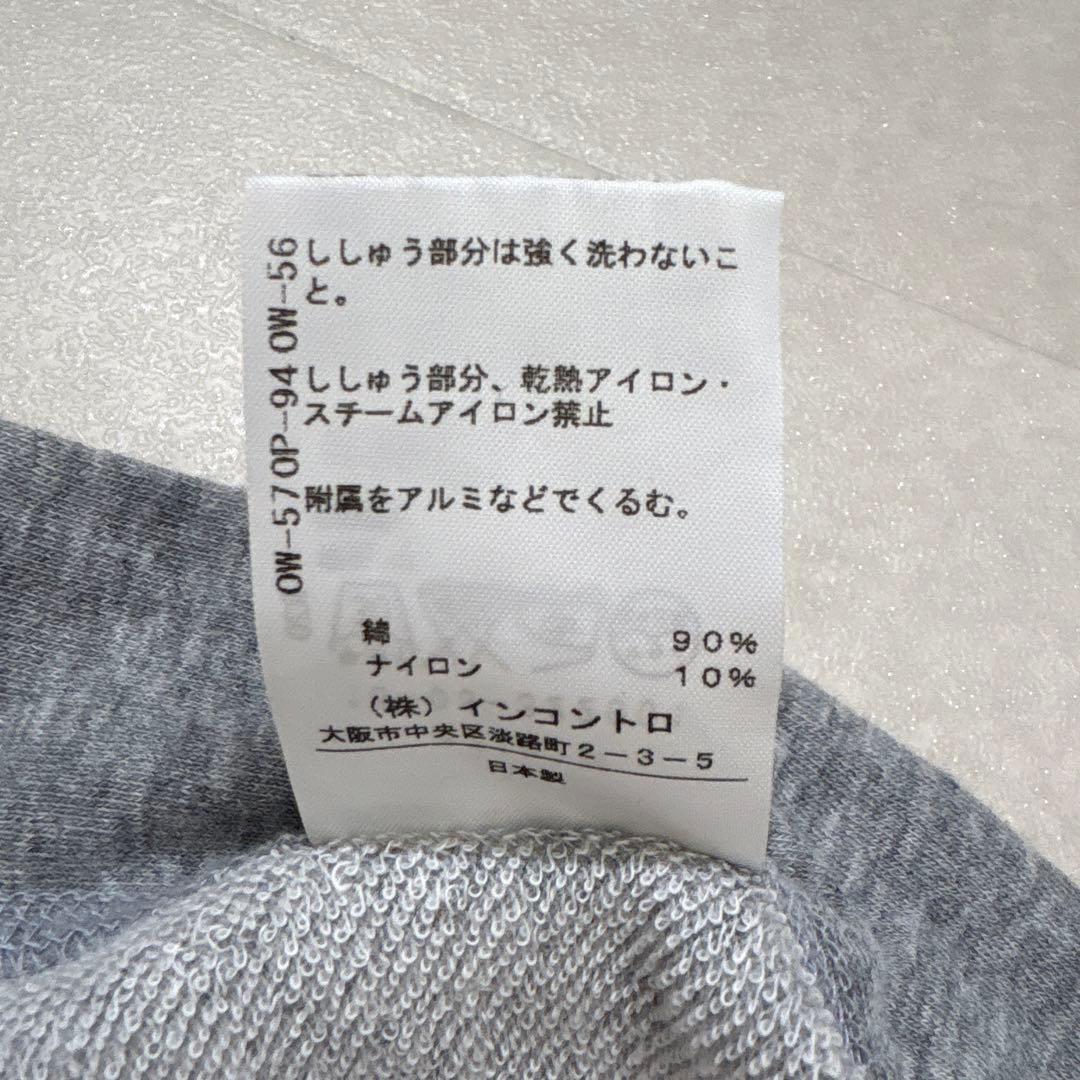 ししゅう部分は強く洗わないこ
と。
ししゅう部分、乾熱アイロン・
スチームアイロン禁止
附属をアルミなどでくるむ。
OW-57OP-94 OW-56
綿 90%
ナイロン 10%
（株）インコントロ
大阪市中央区淡路町2-3-5
日本製